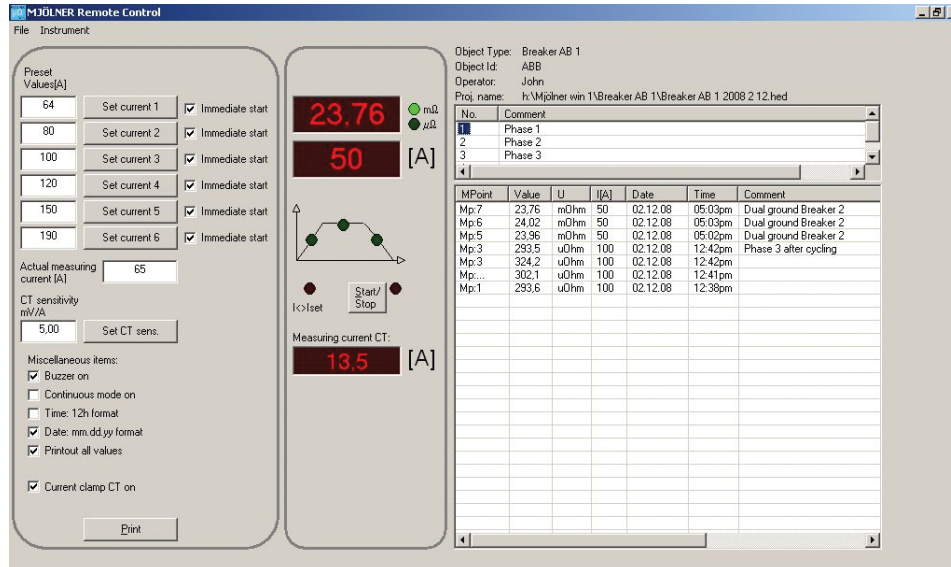 MJÖLNER Remote Control
File Instrument
Preset
Values[A]
64 Set current 1 Immediate start
80 Set current 2 Immediate start
100 Set current 3 Immediate start
120 Set current 4 Immediate start
150 Set current 5 Immediate start
190 Set current 6 Immediate start
Actual measuring
current [A] 65
CT sensitivity
mV/A
5,00 Set CT sens.
Miscellaneous items:
Buzzer on
Continuous mode on
Time: 12h format
Date: mm.dd.yy format
Printout all values
Current clamp CT on
Print
23,76 mΩ
µΩ
50 [A]
I<>Iset
Start/
Stop
Measuring current CT:
13,5 [A]
Object Type: Breaker AB 1
Object Id: ABB
Operator: John
Proj. name: h:\Mjölner win 1\Breaker AB 1\Breaker AB 1 2008 2 12.hed
No. Comment
1 Phase 1
2 Phase 2
3 Phase 3
MPoint Value U I[A] Date Time Comment
Mp:7 23,76 mOhm 50 02.12.08 05:03pm Dual ground Breaker 2
Mp:6 24,02 mOhm 50 02.12.08 05:03pm Dual ground Breaker 2
Mp:5 23,96 mOhm 50 02.12.08 05:02pm Dual ground Breaker 2
Mp:3 293,5 uOhm 100 02.12.08 12:42pm Phase 3 after cycling
Mp:3 324,2 uOhm 100 02.12.08 12:42pm
Mp:... 302,1 uOhm 100 02.12.08 12:41pm
Mp:1 293,6 uOhm 100 02.12.08 12:38pm